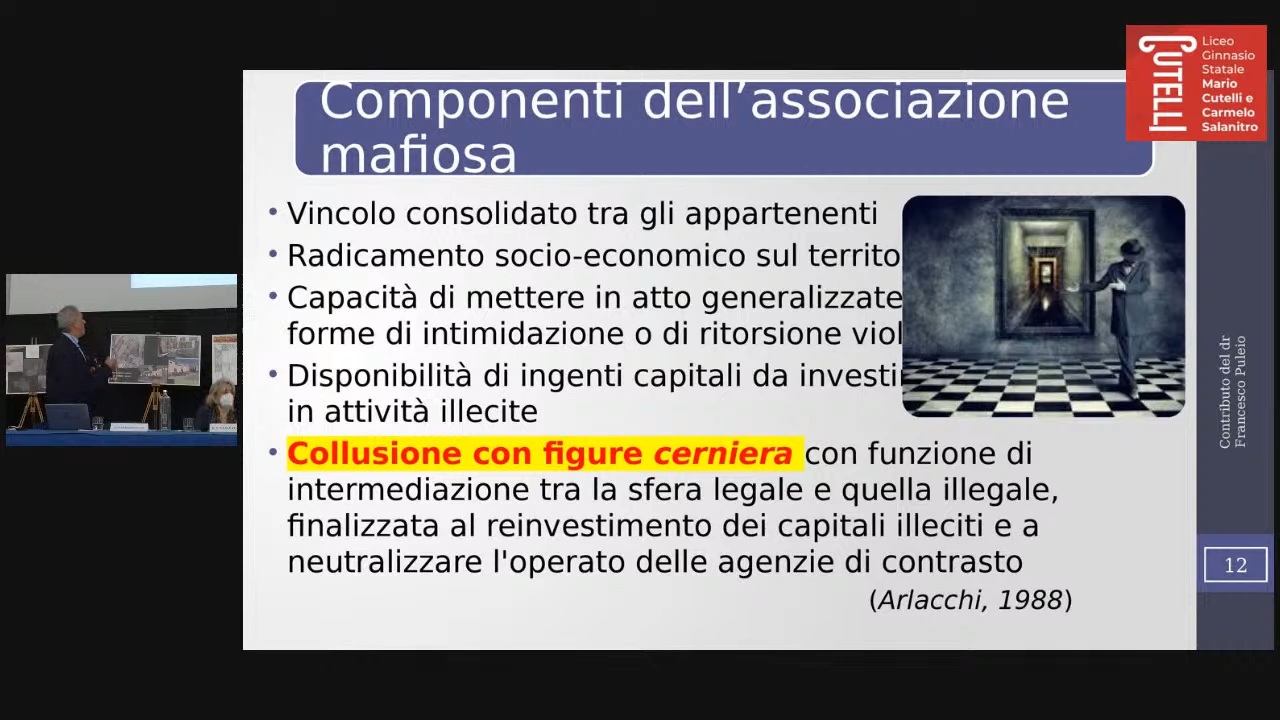 Componenti dell’associazione
mafiosa
CUTELLI
Liceo
Ginnasio
Statale
Mario
Cutelli e
Carmelo
Salanitro
• Vincolo consolidato tra gli appartenenti
• Radicamento socio-economico sul territo
• Capacità di mettere in atto generalizzate
forme di intimidazione o di ritorsione viol
• Disponibilità di ingenti capitali da investir
in attività illecite
• Collusione con figure cerniera con funzione di
intermediazione tra la sfera legale e quella illegale,
finalizzata al reinvestimento dei capitali illeciti e a
neutralizzare l'operato delle agenzie di contrasto
(Arlacchi, 1988)
Contributo del dr
Francesco Puleio
12